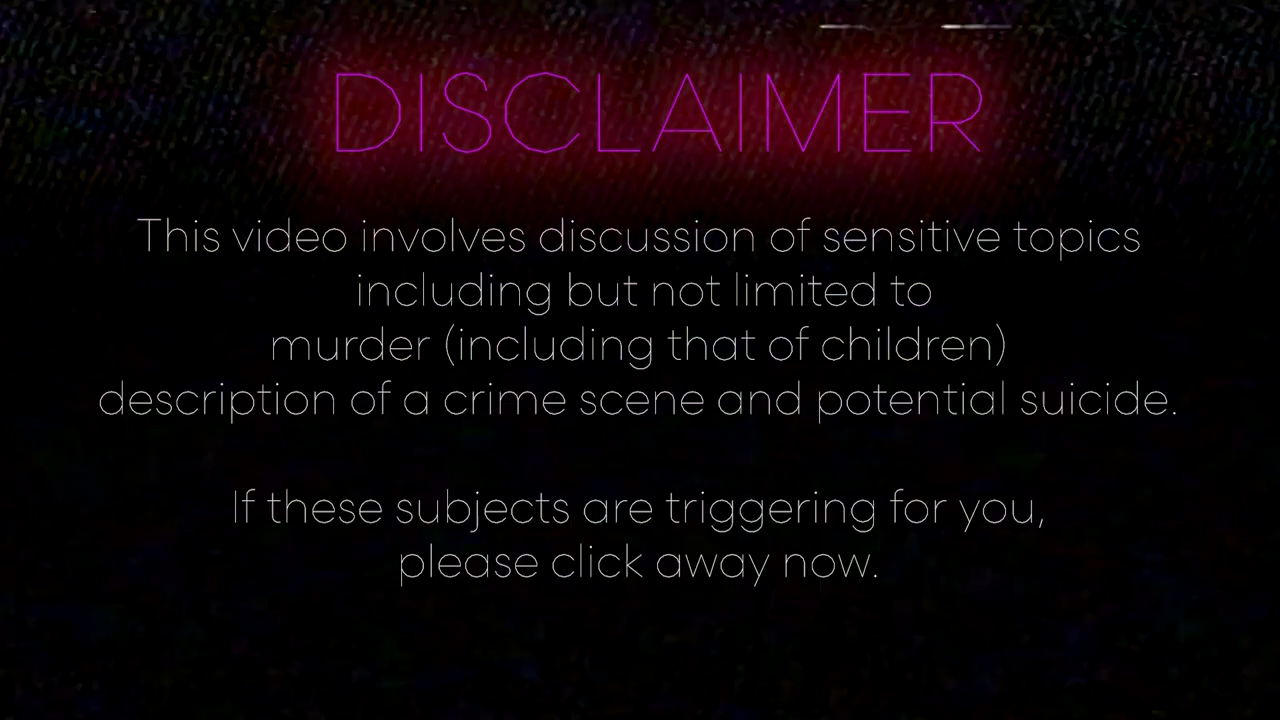 DISCLAIMER
This video involves discussion of sensitive topics
including but not limited to
murder (including that of children)
description of a crime scene and potential suicide.
If these subjects are triggering for you,
please click away now.